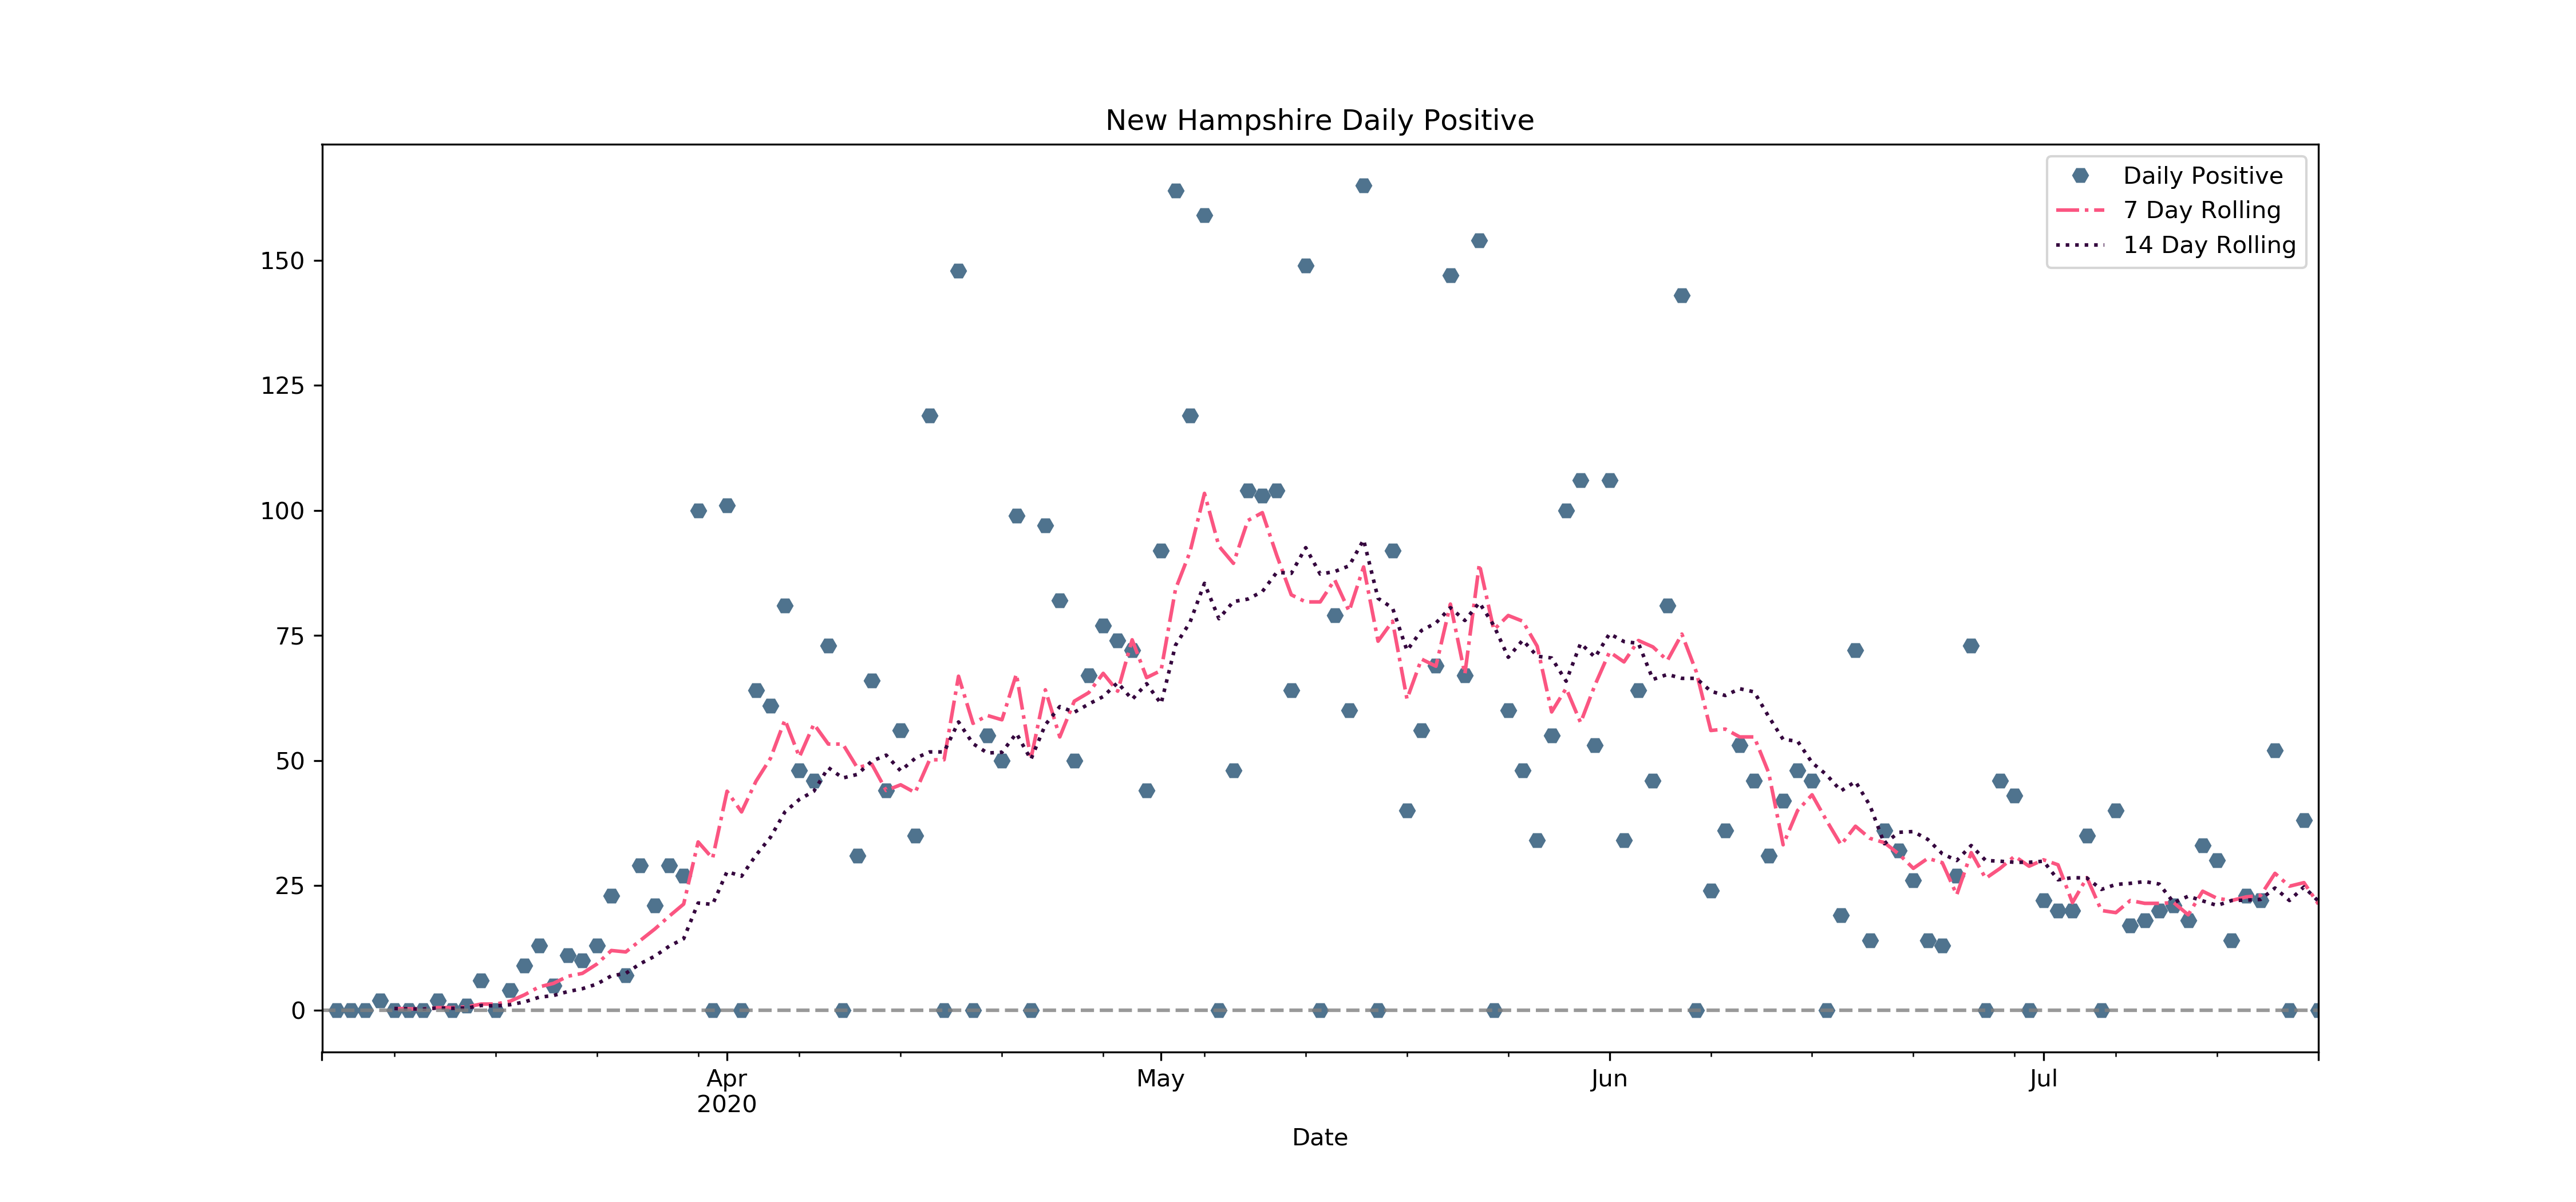 New Hampshire Daily Positive
Daily Positive
7 Day Rolling
14 Day Rolling
150
125
100
75
50
25
0
Apr
2020
May
Jun
Jul
Date